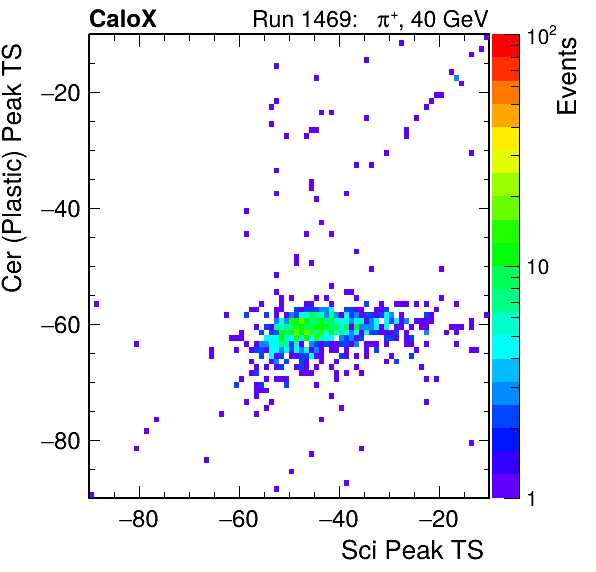 CaloX Run 1469: π⁺, 40 GeV
Cer (Plastic) Peak TS
−20
−40
−60
−80
−80 −60 −40 −20
Sci Peak TS
10²
10
1
Events